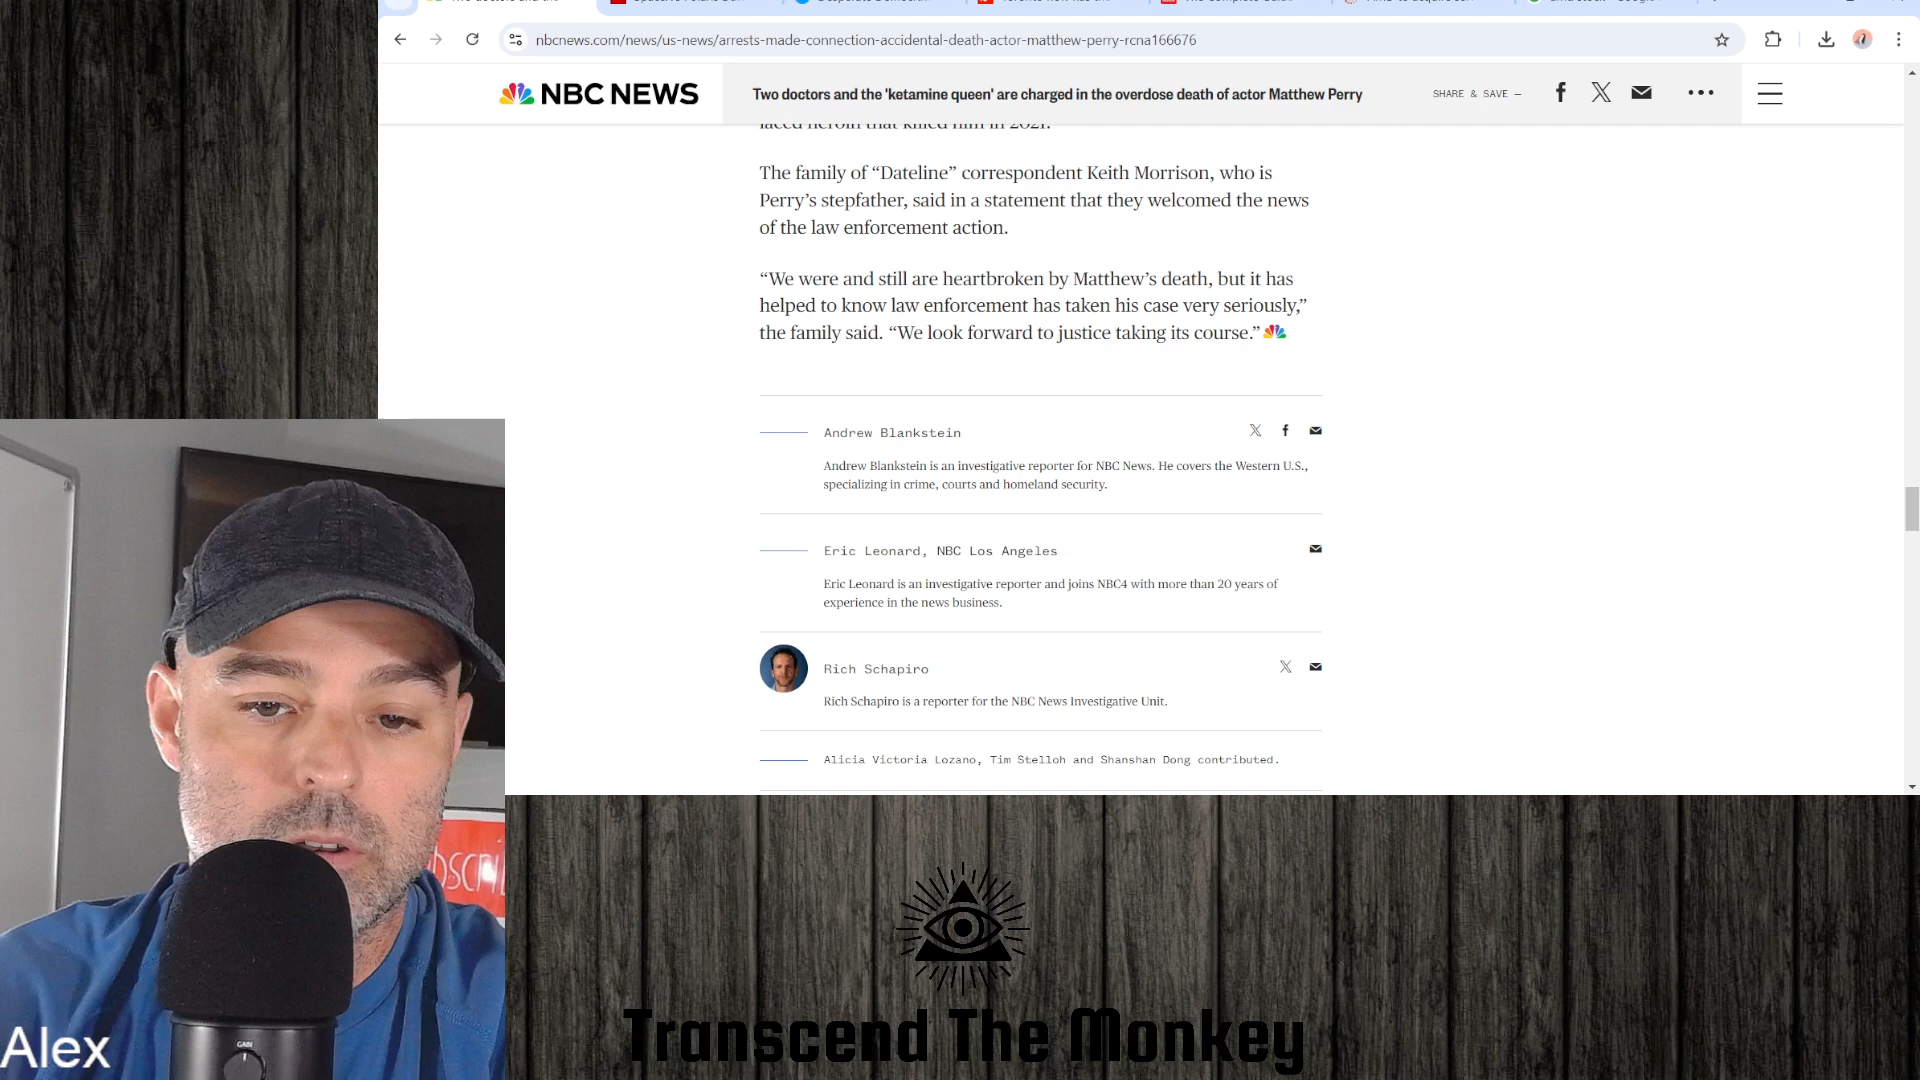 nbcnews.com/news/us-news/arrests-made-connection-accidental-death-actor-matthew-perry-rcna166676
NBC NEWS
Two doctors and the 'ketamine queen' are charged in the overdose death of actor Matthew Perry
SHARE & SAVE —
laced heroin that killed him in 2021.
The family of “Dateline” correspondent Keith Morrison, who is
Perry’s stepfather, said in a statement that they welcomed the news
of the law enforcement action.
“We were and still are heartbroken by Matthew’s death, but it has
helped to know law enforcement has taken his case very seriously,”
the family said. “We look forward to justice taking its course.”
Andrew Blankstein
Andrew Blankstein is an investigative reporter for NBC News. He covers the Western U.S.,
specializing in crime, courts and homeland security.
Eric Leonard, NBC Los Angeles
Eric Leonard is an investigative reporter and joins NBC4 with more than 20 years of
experience in the news business.
Rich Schapiro
Rich Schapiro is a reporter for the NBC News Investigative Unit.
Alicia Victoria Lozano, Tim Stelloh and Shanshan Dong contributed.
GAIN
Alex
Transcend The Monkey